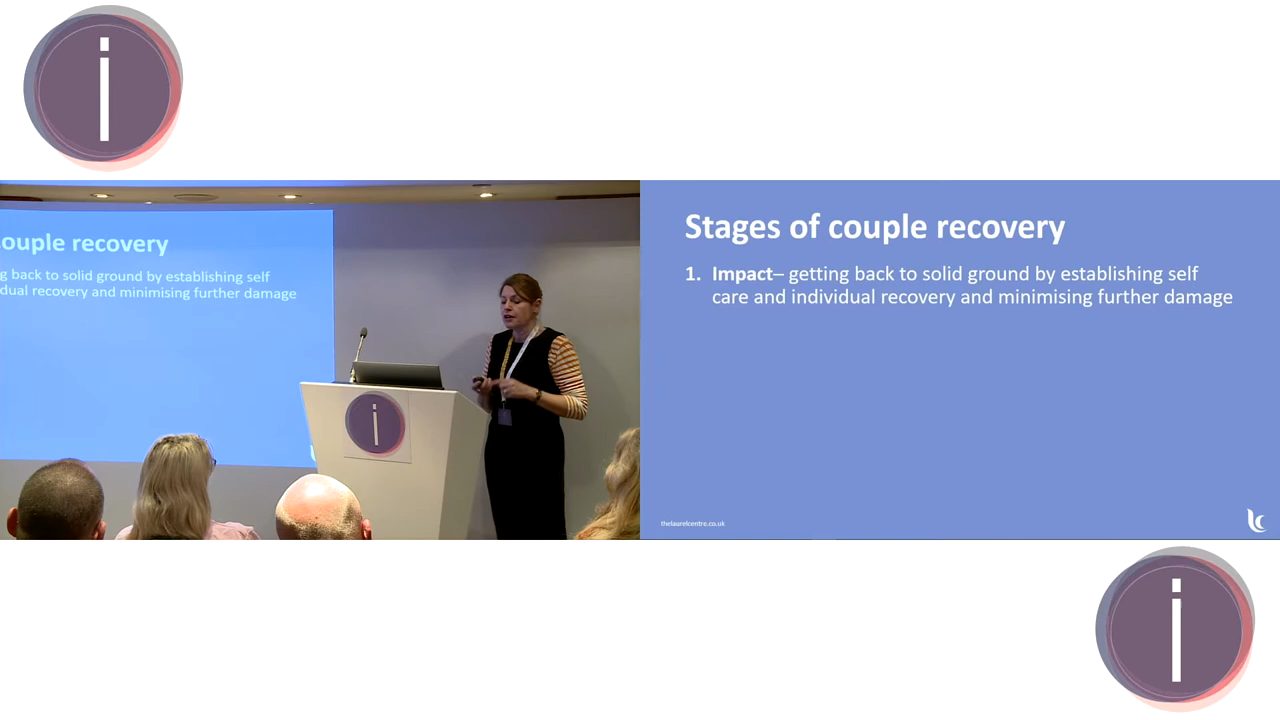 i
ouple recovery
g back to solid ground by establishing self
dual recovery and minimising further damage
i
Stages of couple recovery
1. Impact– getting back to solid ground by establishing self
care and individual recovery and minimising further damage
thelaurelcentre.co.uk
i